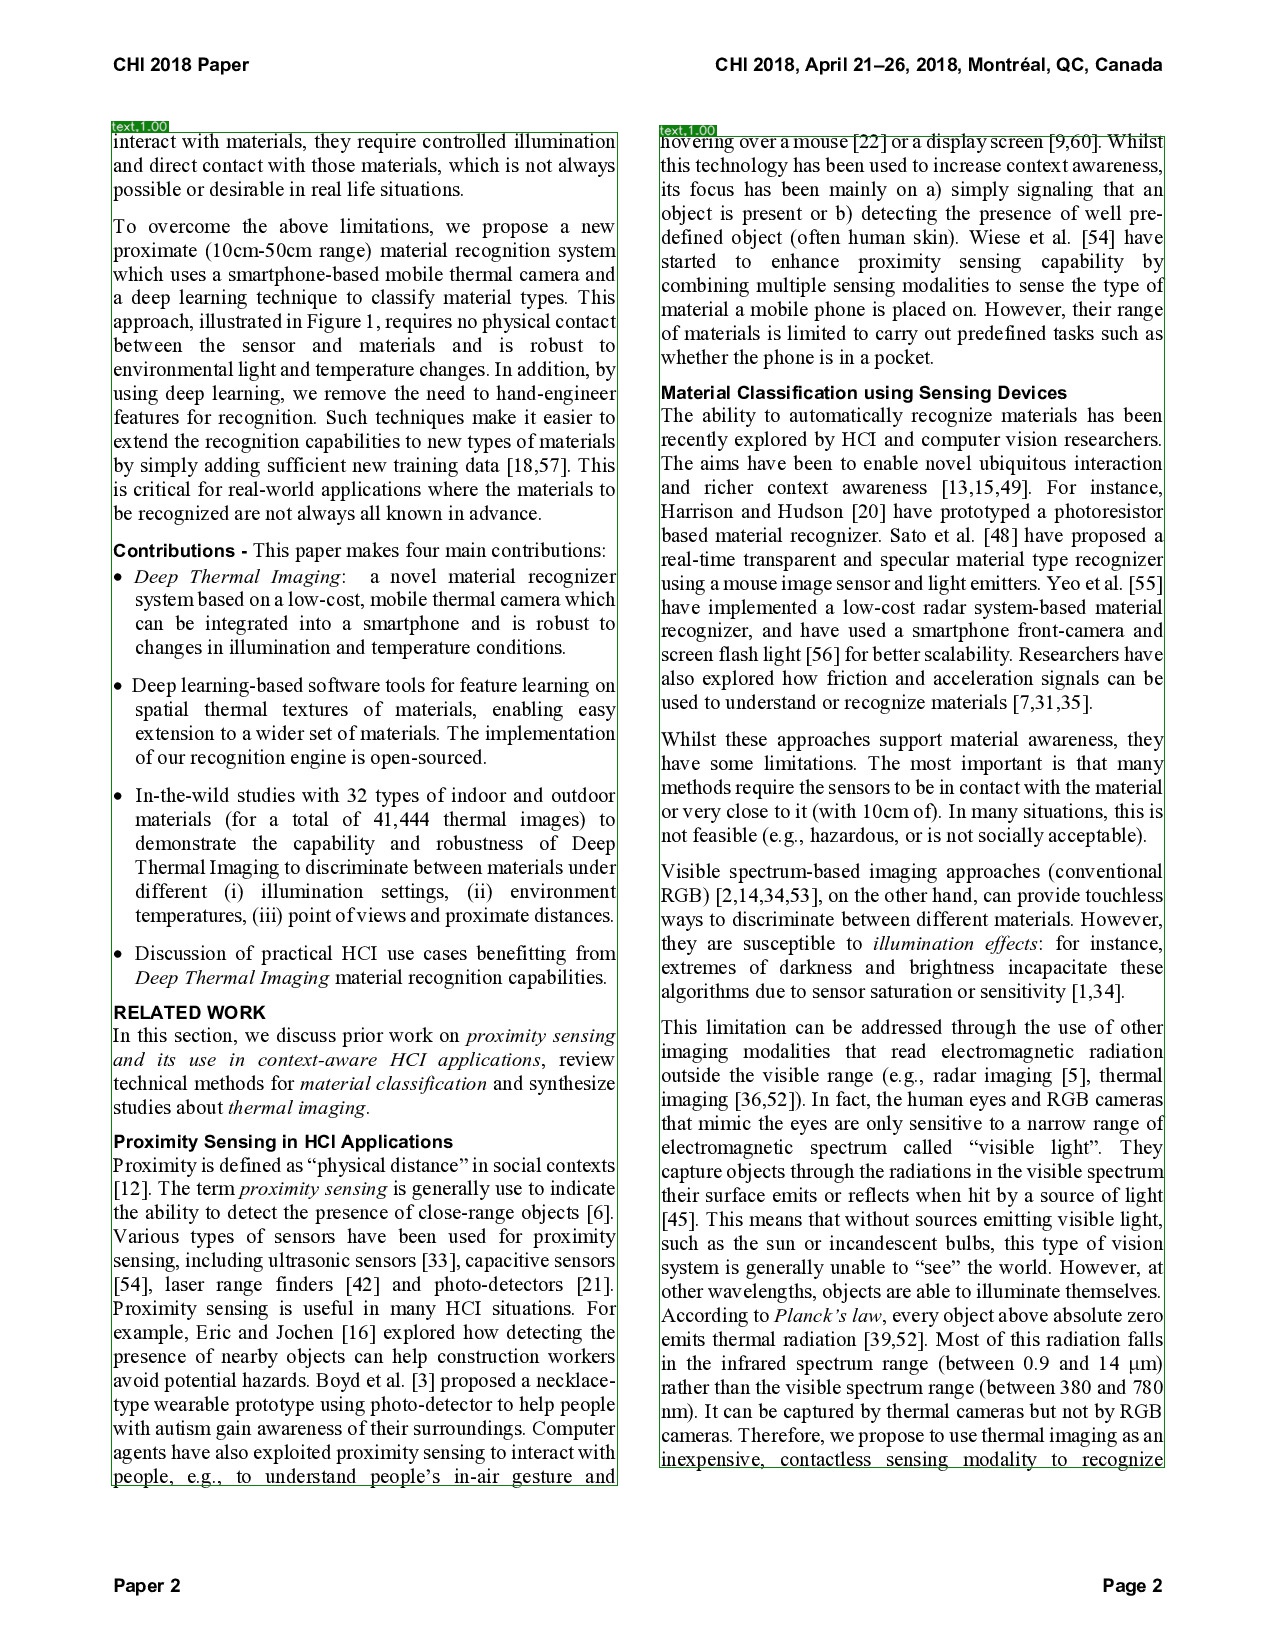 CHI 2018 Paper
CHI 2018, April 21–26, 2018, Montréal, QC, Canada
text,1.00
interact with materials, they require controlled illumination
and direct contact with those materials, which is not always
possible or desirable in real life situations.
To overcome the above limitations, we propose a new
proximate (10cm-50cm range) material recognition system
which uses a smartphone-based mobile thermal camera and
a deep learning technique to classify material types. This
approach, illustrated in Figure 1, requires no physical contact
between the sensor and materials and is robust to
environmental light and temperature changes. In addition, by
using deep learning, we remove the need to hand-engineer
features for recognition. Such techniques make it easier to
extend the recognition capabilities to new types of materials
by simply adding sufficient new training data [18,57]. This
is critical for real-world applications where the materials to
be recognized are not always all known in advance.
Contributions - This paper makes four main contributions:
• Deep Thermal Imaging: a novel material recognizer
system based on a low-cost, mobile thermal camera which
can be integrated into a smartphone and is robust to
changes in illumination and temperature conditions.
• Deep learning-based software tools for feature learning on
spatial thermal textures of materials, enabling easy
extension to a wider set of materials. The implementation
of our recognition engine is open-sourced.
• In-the-wild studies with 32 types of indoor and outdoor
materials (for a total of 41,444 thermal images) to
demonstrate the capability and robustness of Deep
Thermal Imaging to discriminate between materials under
different (i) illumination settings, (ii) environment
temperatures, (iii) point of views and proximate distances.
• Discussion of practical HCI use cases benefitting from
Deep Thermal Imaging material recognition capabilities.
RELATED WORK
In this section, we discuss prior work on proximity sensing
and its use in context-aware HCI applications, review
technical methods for material classification and synthesize
studies about thermal imaging.
Proximity Sensing in HCI Applications
Proximity is defined as “physical distance” in social contexts
[12]. The term proximity sensing is generally use to indicate
the ability to detect the presence of close-range objects [6].
Various types of sensors have been used for proximity
sensing, including ultrasonic sensors [33], capacitive sensors
[54], laser range finders [42] and photo-detectors [21].
Proximity sensing is useful in many HCI situations. For
example, Eric and Jochen [16] explored how detecting the
presence of nearby objects can help construction workers
avoid potential hazards. Boyd et al. [3] proposed a necklace-
type wearable prototype using photo-detector to help people
with autism gain awareness of their surroundings. Computer
agents have also exploited proximity sensing to interact with
people, e.g., to understand people’s in-air gesture and
text,1.00
hovering over a mouse [22] or a display screen [9,60]. Whilst
this technology has been used to increase context awareness,
its focus has been mainly on a) simply signaling that an
object is present or b) detecting the presence of well pre-
defined object (often human skin). Wiese et al. [54] have
started to enhance proximity sensing capability by
combining multiple sensing modalities to sense the type of
material a mobile phone is placed on. However, their range
of materials is limited to carry out predefined tasks such as
whether the phone is in a pocket.
Material Classification using Sensing Devices
The ability to automatically recognize materials has been
recently explored by HCI and computer vision researchers.
The aims have been to enable novel ubiquitous interaction
and richer context awareness [13,15,49]. For instance,
Harrison and Hudson [20] have prototyped a photoresistor
based material recognizer. Sato et al. [48] have proposed a
real-time transparent and specular material type recognizer
using a mouse image sensor and light emitters. Yeo et al. [55]
have implemented a low-cost radar system-based material
recognizer, and have used a smartphone front-camera and
screen flash light [56] for better scalability. Researchers have
also explored how friction and acceleration signals can be
used to understand or recognize materials [7,31,35].
Whilst these approaches support material awareness, they
have some limitations. The most important is that many
methods require the sensors to be in contact with the material
or very close to it (with 10cm of). In many situations, this is
not feasible (e.g., hazardous, or is not socially acceptable).
Visible spectrum-based imaging approaches (conventional
RGB) [2,14,34,53], on the other hand, can provide touchless
ways to discriminate between different materials. However,
they are susceptible to illumination effects: for instance,
extremes of darkness and brightness incapacitate these
algorithms due to sensor saturation or sensitivity [1,34].
This limitation can be addressed through the use of other
imaging modalities that read electromagnetic radiation
outside the visible range (e.g., radar imaging [5], thermal
imaging [36,52]). In fact, the human eyes and RGB cameras
that mimic the eyes are only sensitive to a narrow range of
electromagnetic spectrum called “visible light”. They
capture objects through the radiations in the visible spectrum
their surface emits or reflects when hit by a source of light
[45]. This means that without sources emitting visible light,
such as the sun or incandescent bulbs, this type of vision
system is generally unable to “see” the world. However, at
other wavelengths, objects are able to illuminate themselves.
According to Planck’s law, every object above absolute zero
emits thermal radiation [39,52]. Most of this radiation falls
in the infrared spectrum range (between 0.9 and 14 μm)
rather than the visible spectrum range (between 380 and 780
nm). It can be captured by thermal cameras but not by RGB
cameras. Therefore, we propose to use thermal imaging as an
inexpensive, contactless sensing modality to recognize
Paper 2
Page 2